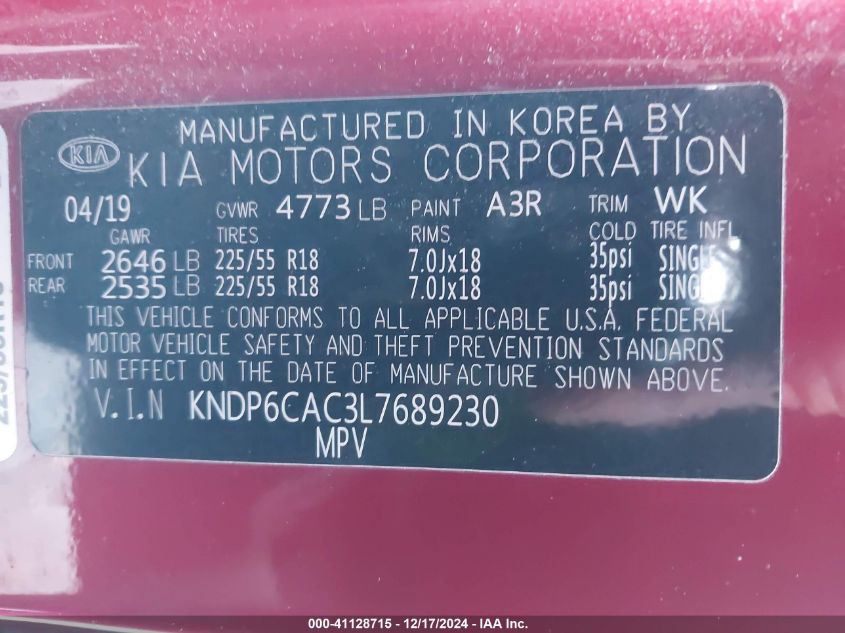 MANUFACTURED IN KOREA BY
KIA KIA MOTORS CORPORATION
04/19 GVWR 4773 LB PAINT A3R TRIM WK
GAWR TIRES RIMS COLD TIRE INFL
FRONT 2646 LB 225/55 R18 7.0Jx18 35psi SINGLE
REAR 2535 LB 225/55 R18 7.0Jx18 35psi SINGLE
THIS VEHICLE CONFORMS TO ALL APPLICABLE U.S.A. FEDERAL
MOTOR VEHICLE SAFETY AND THEFT PREVENTION STANDARDS
IN EFFECT ON THE DATE OF MANUFACTURE SHOWN ABOVE.
V.I.N KNDP6CAC3L7689230
MPV
000-41128715 - 12/17/2024 - IAA Inc.